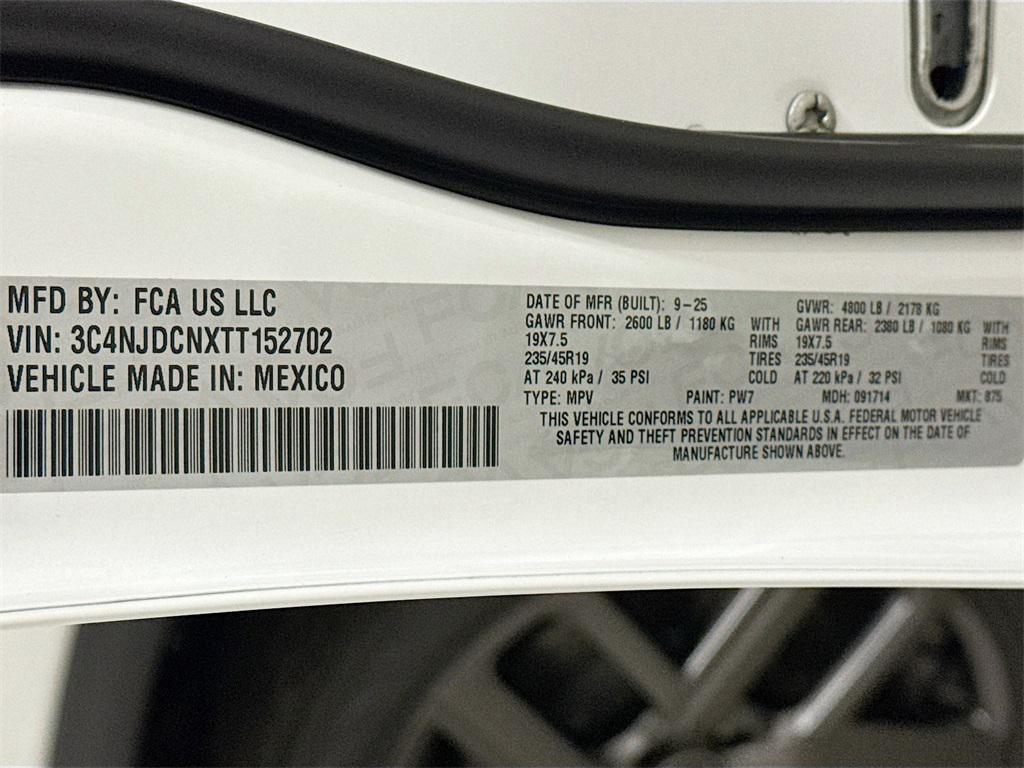 MFD BY: FCA US LLC
VIN: 3C4NJDCNXTT152702
VEHICLE MADE IN: MEXICO
DATE OF MFR (BUILT): 9-25 GVWR: 4800 LB / 2178 KG
GAWR FRONT: 2600 LB / 1180 KG WITH GAWR REAR: 2380 LB / 1080 KG WITH
19X7.5 RIMS 19X7.5 RIMS
235/45R19 TIRES 235/45R19 TIRES
AT 240 kPa / 35 PSI COLD AT 220 kPa / 32 PSI COLD
TYPE: MPV PAINT: PW7 MDH: 091714 MKT: 875
THIS VEHICLE CONFORMS TO ALL APPLICABLE U.S.A. FEDERAL MOTOR VEHICLE
SAFETY AND THEFT PREVENTION STANDARDS IN EFFECT ON THE DATE OF
MANUFACTURE SHOWN ABOVE.